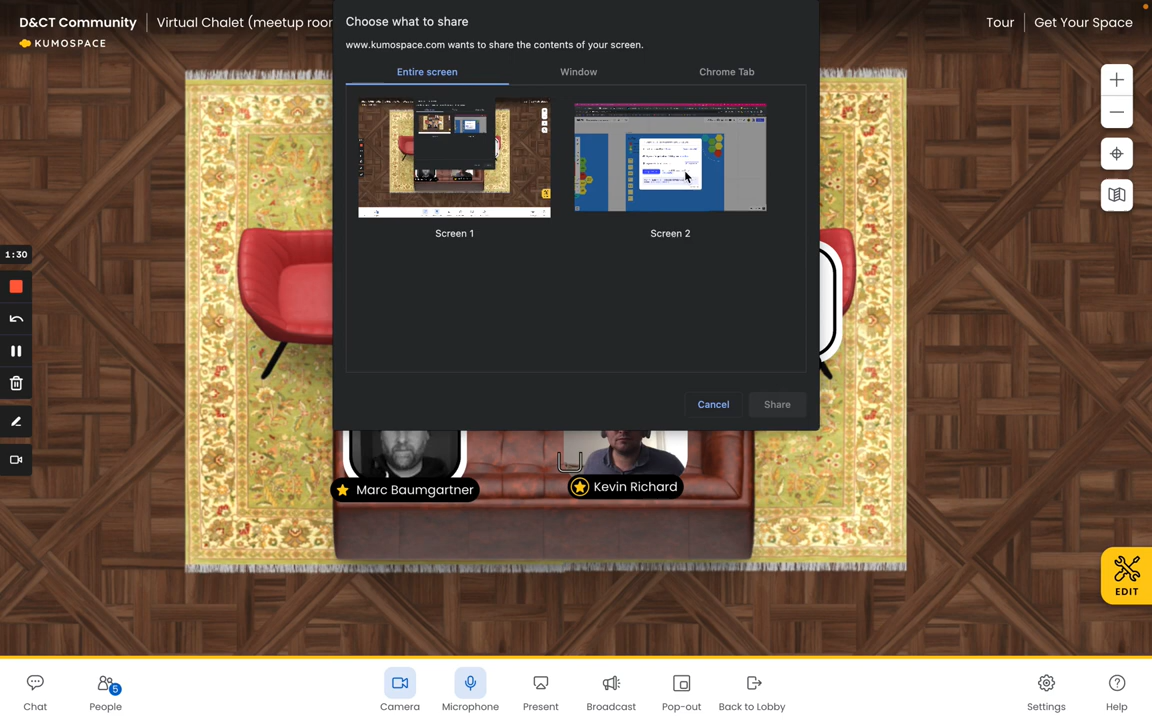 D&CT Community
Virtual Chalet (meetup roor
KUMOSPACE
Tour
Get Your Space
Choose what to share
www.kumospace.com wants to share the contents of your screen.
Entire screen
Window
Chrome Tab
Screen 1
Screen 2
Cancel
Share
1:30
Marc Baumgartner
Kevin Richard
EDIT
Chat
5
People
Camera
Microphone
Present
Broadcast
Pop-out
Back to Lobby
Settings
Help